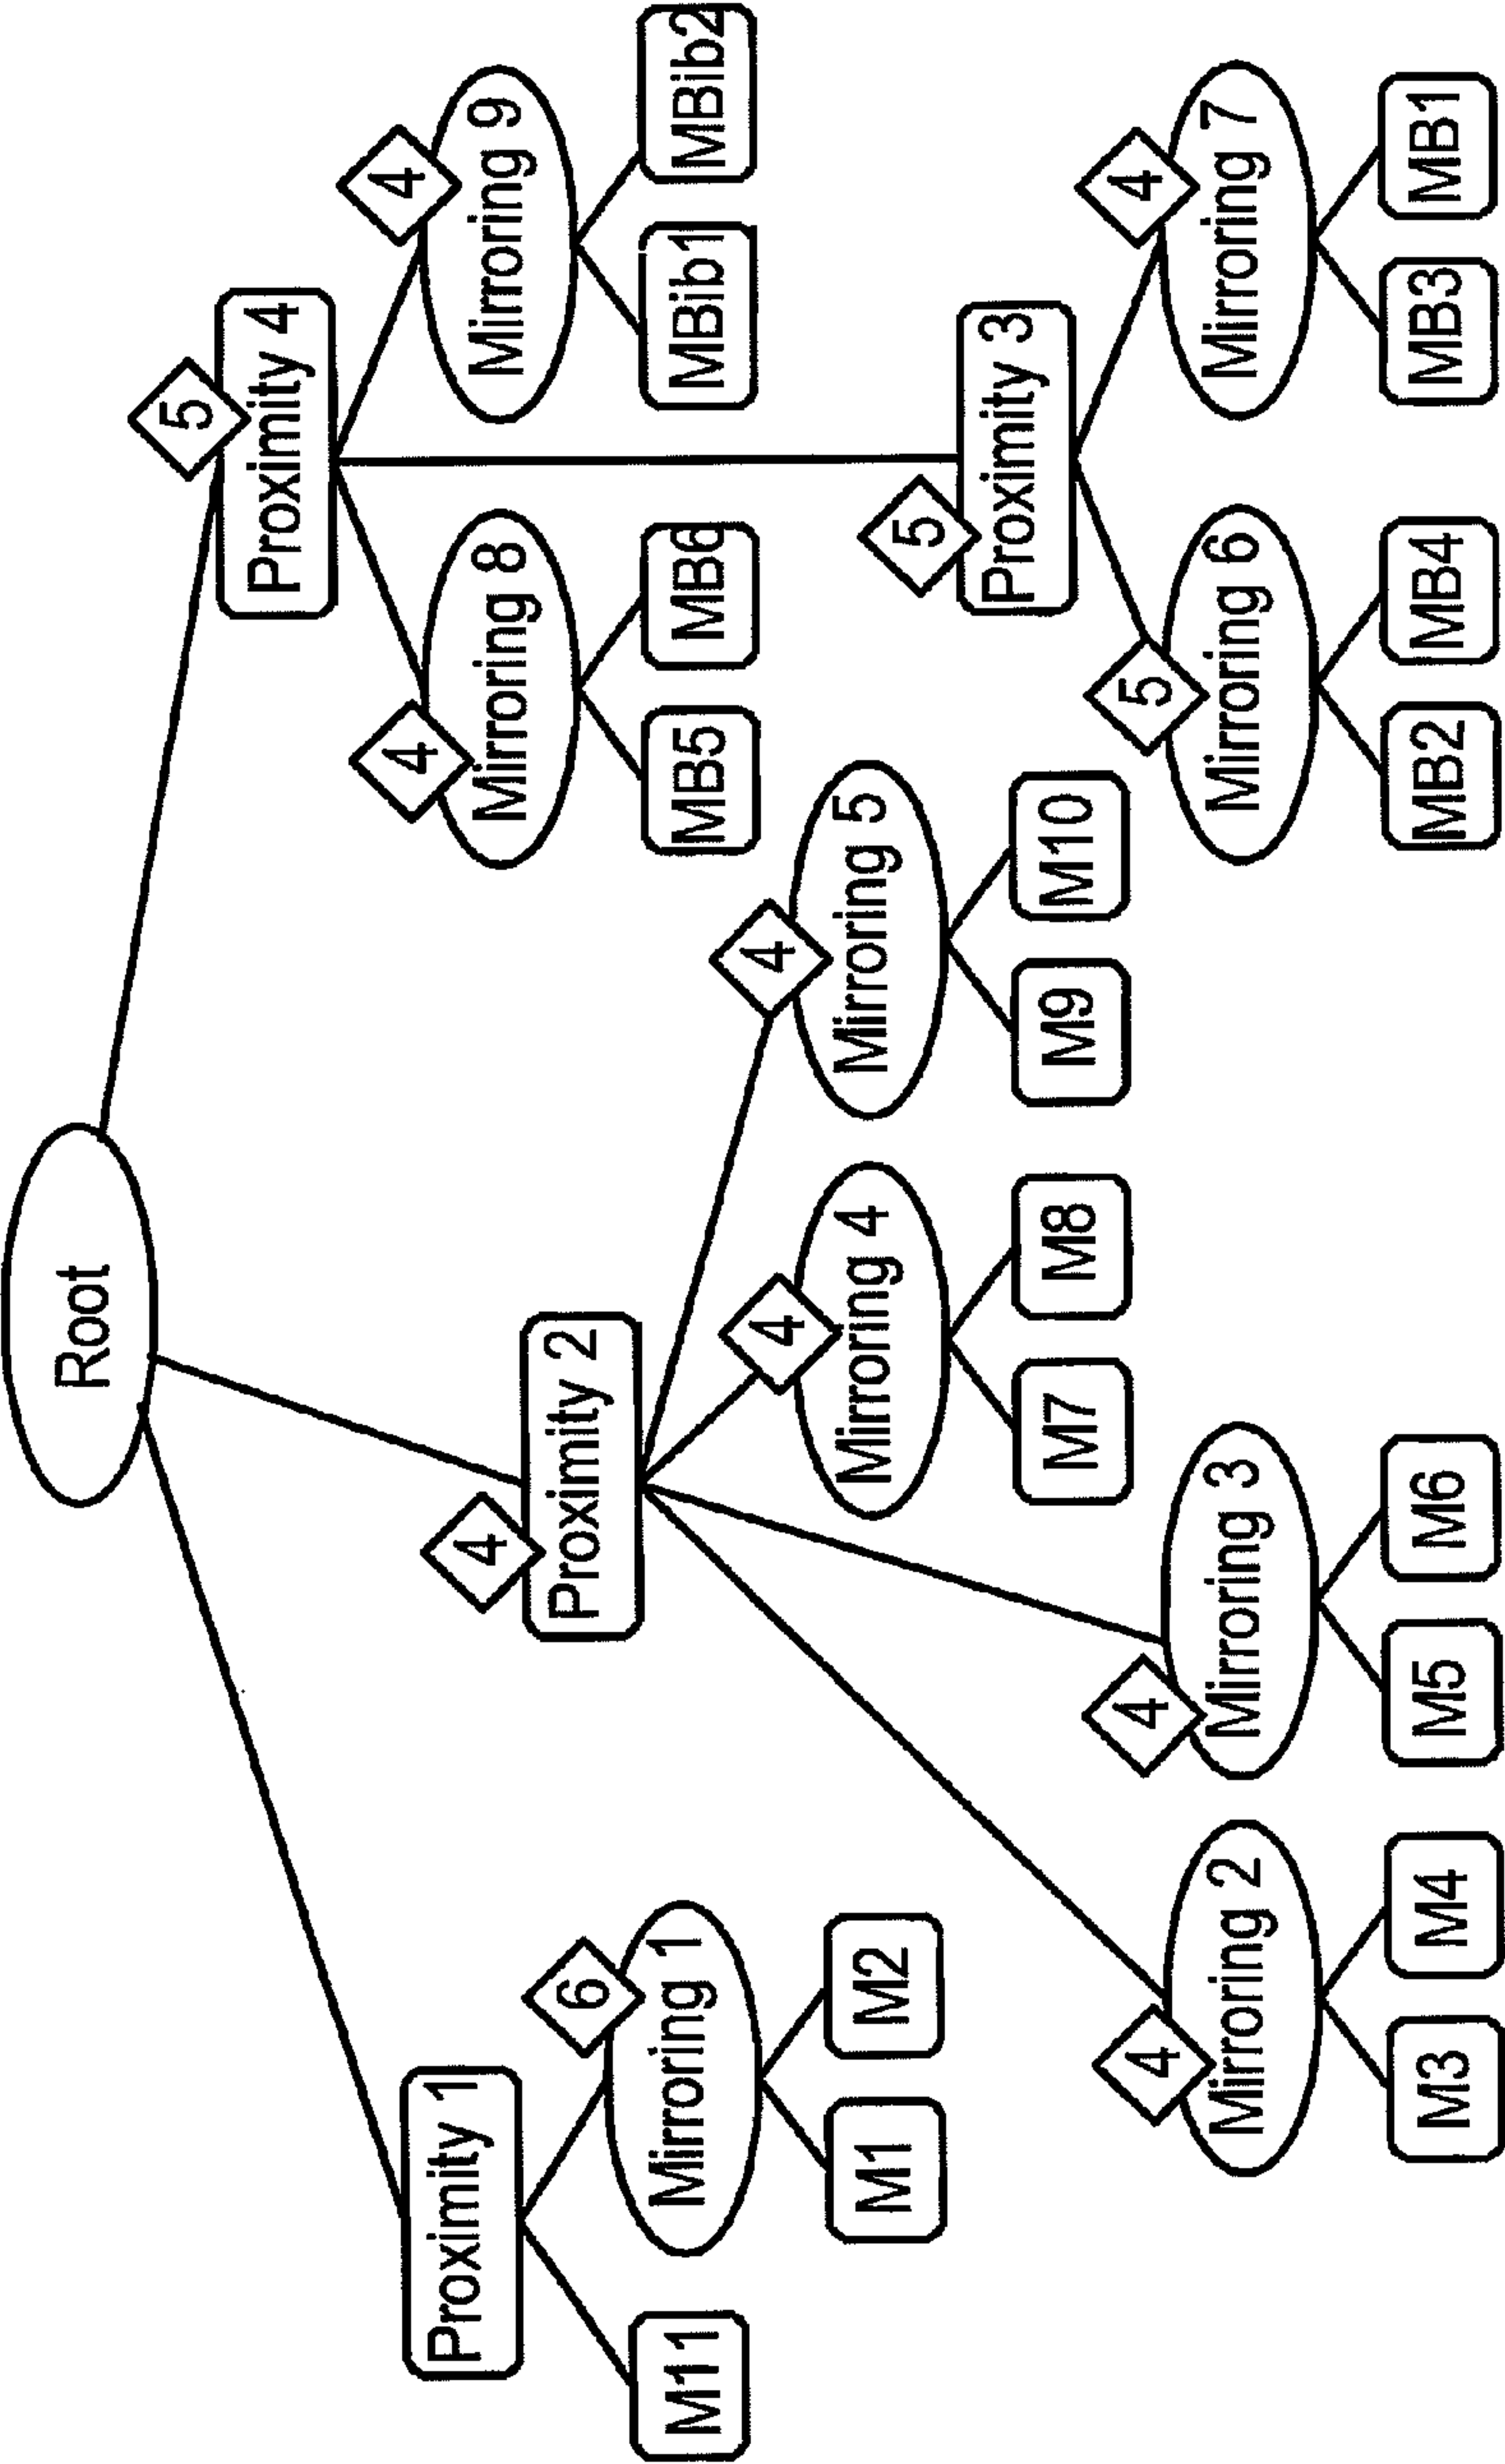 Root
5
Proximity 4
4
Proximity 2
Proximity 1
4
Mirroring 8
4
Mirroring 9
6
Mirroring 1
M11
MB5
MB6
MBib1
MBib2
4
Mirroring 4
4
Mirroring 5
5
Proximity 3
M1
M2
M7
M8
M9
M10
4
Mirroring 2
4
Mirroring 3
5
Mirroring 6
4
Mirroring 7
M3
M4
M5
M6
MB2
MB4
MB3
MB1